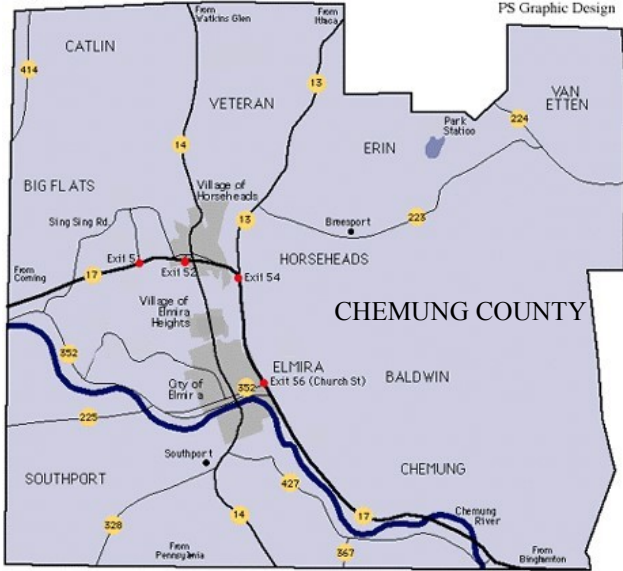 PS Graphic Design
From
Watkins Glen
From
Ithaca
CATLIN
414
13
VAN
ETTEN
VETERAN
224
Park
Station
14
ERIN
BIG FLATS
Village of
Horseheads
Sing Sing Rd.
13
Breesport
223
Exit 51
Exit 52
HORSEHEADS
From
Corning
17
Exit 54
Village of
Elmira
Heights
CHEMUNG COUNTY
352
ELMIRA
Exit 56 (Church St)
BALDWIN
City of
Elmira
352
225
Southport
SOUTHPORT
CHEMUNG
427
14
17
Chemung
River
328
From
Pennsylvania
367
From
Binghamton